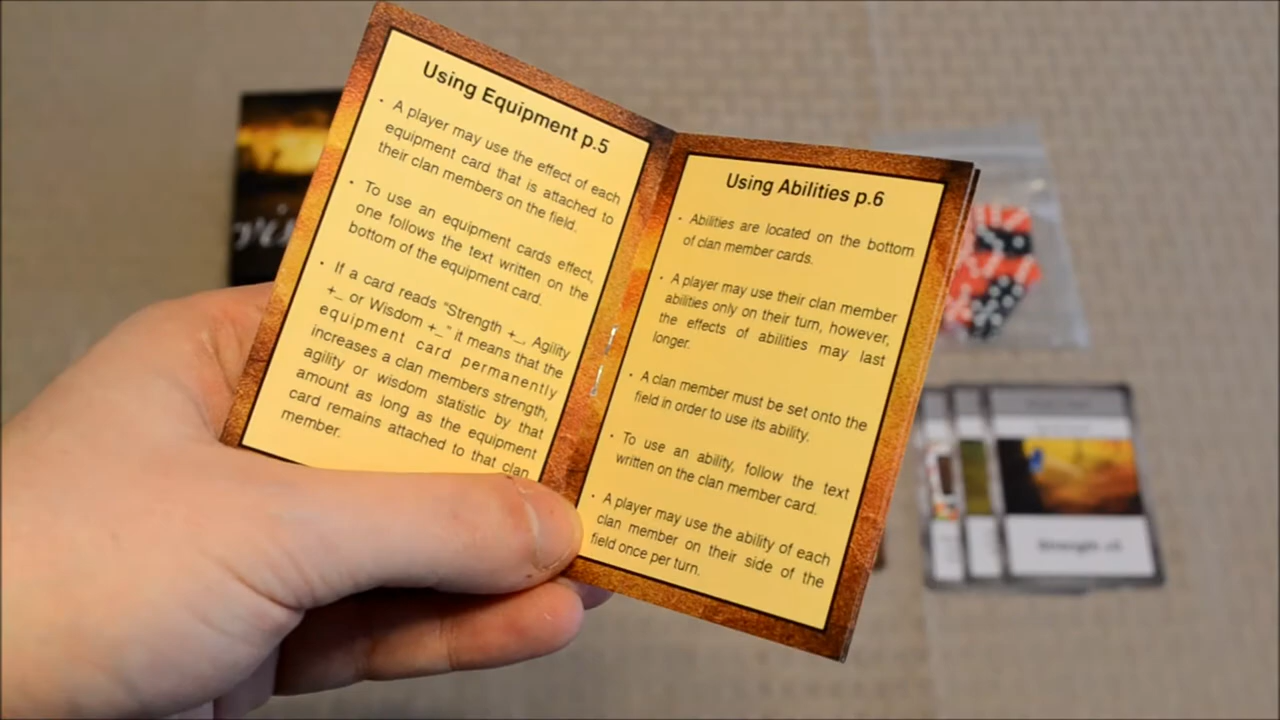 Using Equipment p.5
· A player may use the effect of each
equipment card that is attached to
their clan members on the field.
· To use an equipment cards effect,
one follows the text written on the
bottom of the equipment card.
· If a card reads "Strength +_, Agility
+_ or Wisdom +_" it means that the
equipment card permanently
increases a clan members strength,
agility or wisdom statistic by that
amount as long as the equipment
card remains attached to that clan
member.
Using Abilities p.6
· Abilities are located on the bottom
of clan member cards.
· A player may use their clan member
abilities only on their turn, however,
the effects of abilities may last
longer.
· A clan member must be set onto the
field in order to use its ability.
· To use an ability, follow the text
written on the clan member card.
· A player may use the ability of each
clan member on their side of the
field once per turn.
Strength